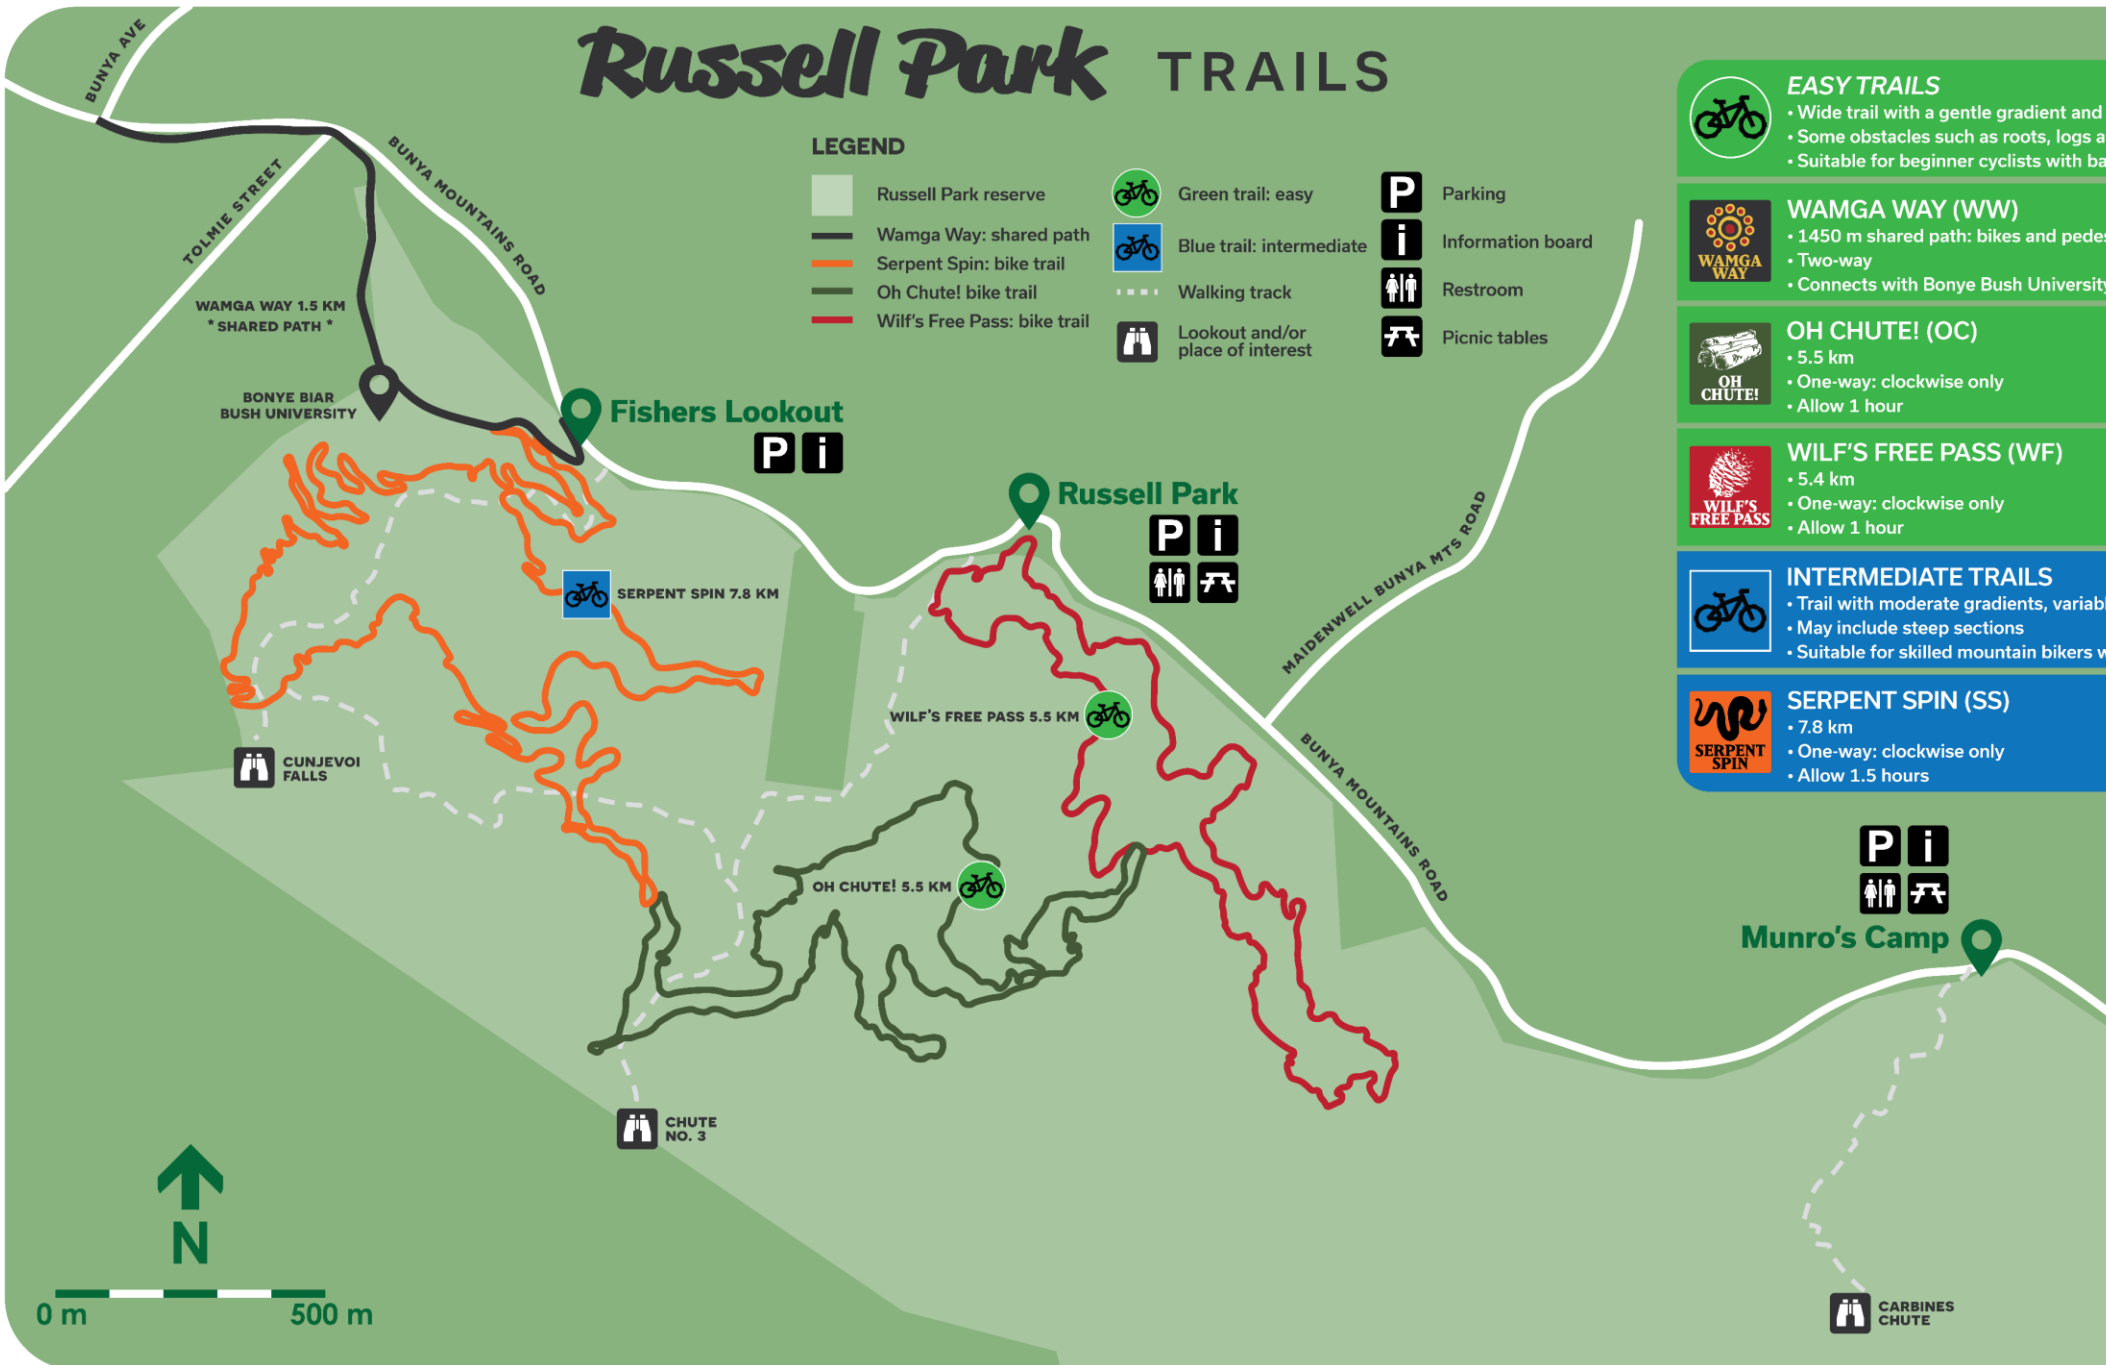 Russell Park TRAILS
BUNYA AVE
TOLMIE STREET
BUNYA MOUNTAINS ROAD
LEGEND
Russell Park reserve
Wamga Way: shared path
Serpent Spin: bike trail
Oh Chute! bike trail
Wilf's Free Pass: bike trail
Green trail: easy
Blue trail: intermediate
Walking track
Lookout and/or
place of interest
P Parking
i Information board
Restroom
Picnic tables
WAMGA WAY 1.5 KM
* SHARED PATH *
BONYE BIAR
BUSH UNIVERSITY
Fishers Lookout
P i
Russell Park
P i
MAIDENWELL BUNYA MTS ROAD
SERPENT SPIN 7.8 KM
WILF'S FREE PASS 5.5 KM
BUNYA MOUNTAINS ROAD
CUNJEVOI
FALLS
OH CHUTE! 5.5 KM
CHUTE
NO. 3
P i
Munro's Camp
CARBINES
CHUTE
N
0 m 500 m
EASY TRAILS
• Wide trail with a gentle gradient and
• Some obstacles such as roots, logs a
• Suitable for beginner cyclists with ba
WAMGA
WAY
WAMGA WAY (WW)
• 1450 m shared path: bikes and pedes
• Two-way
• Connects with Bonye Bush University
OH
CHUTE!
OH CHUTE! (OC)
• 5.5 km
• One-way: clockwise only
• Allow 1 hour
WILF'S
FREE PASS
WILF'S FREE PASS (WF)
• 5.4 km
• One-way: clockwise only
• Allow 1 hour
INTERMEDIATE TRAILS
• Trail with moderate gradients, variabl
• May include steep sections
• Suitable for skilled mountain bikers w
SERPENT
SPIN
SERPENT SPIN (SS)
• 7.8 km
• One-way: clockwise only
• Allow 1.5 hours